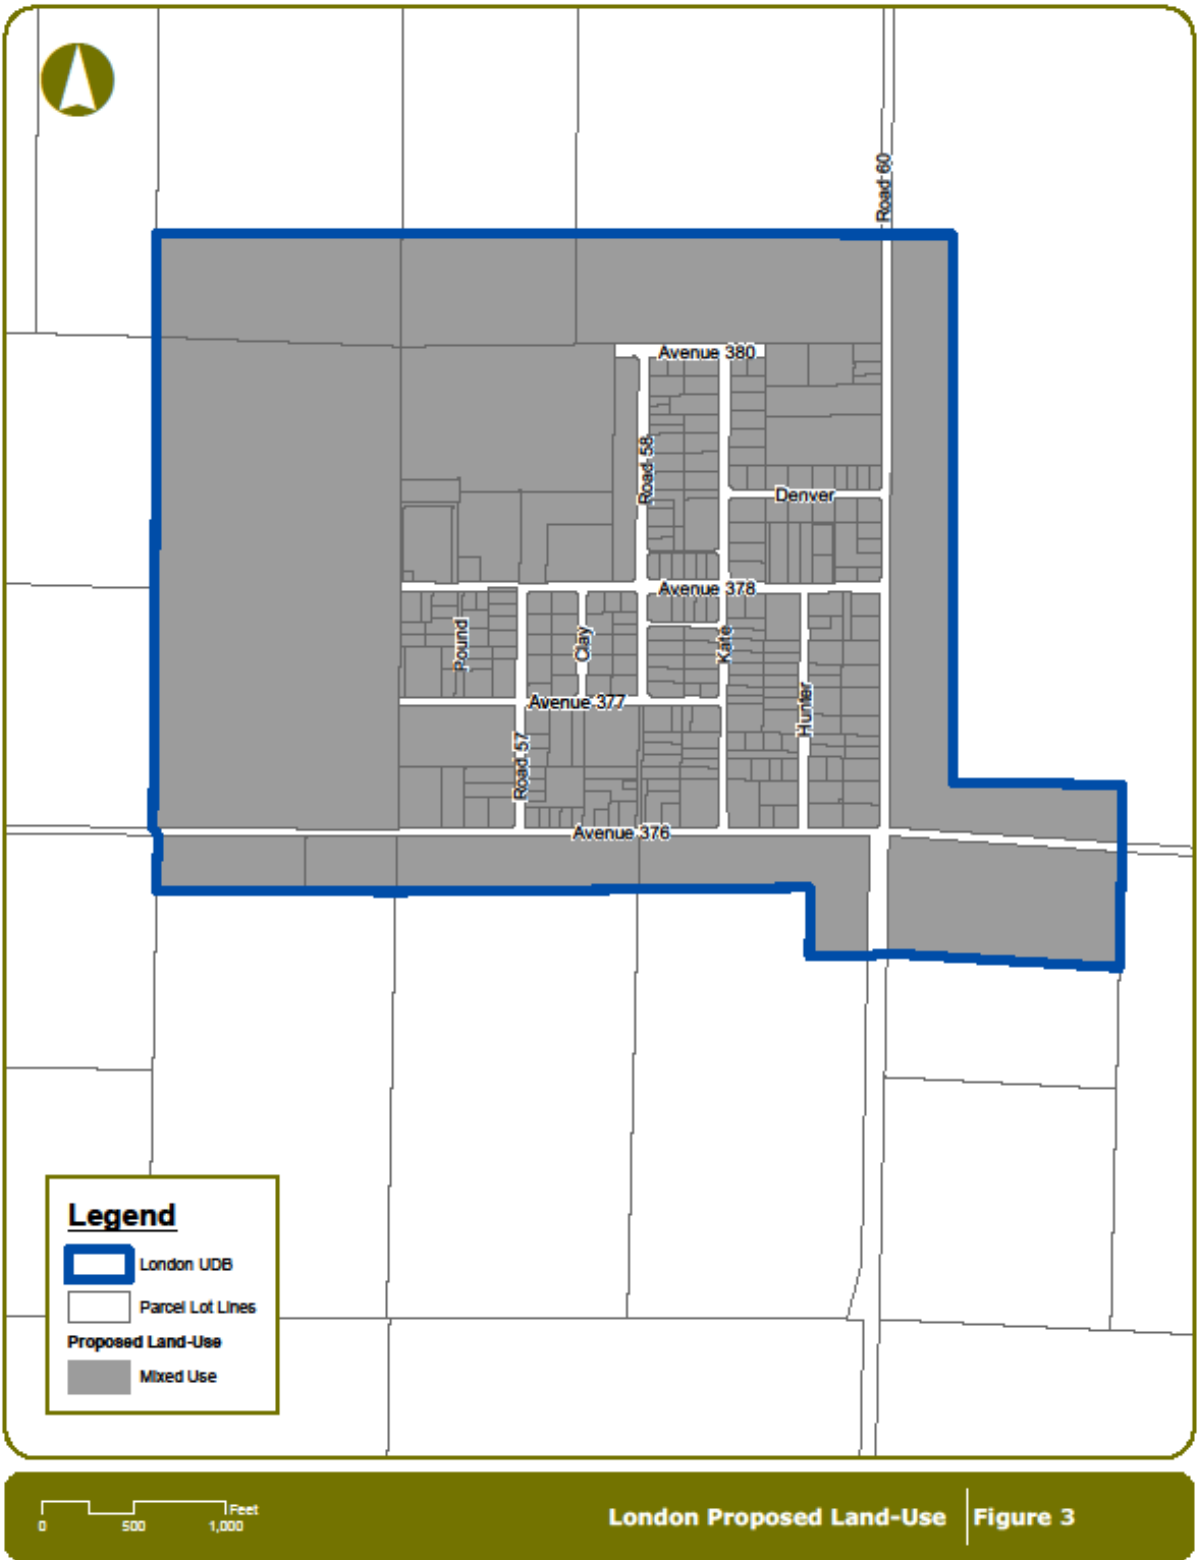 Road 60
Avenue 380
Road 58
Denver
Avenue 378
Pound
Clay
Kate
Avenue 377
Hunter
Road 57
Avenue 376
Legend
London UDB
Parcel Lot Lines
Proposed Land-Use
Mixed Use
Feet
0 500 1,000
London Proposed Land-Use Figure 3